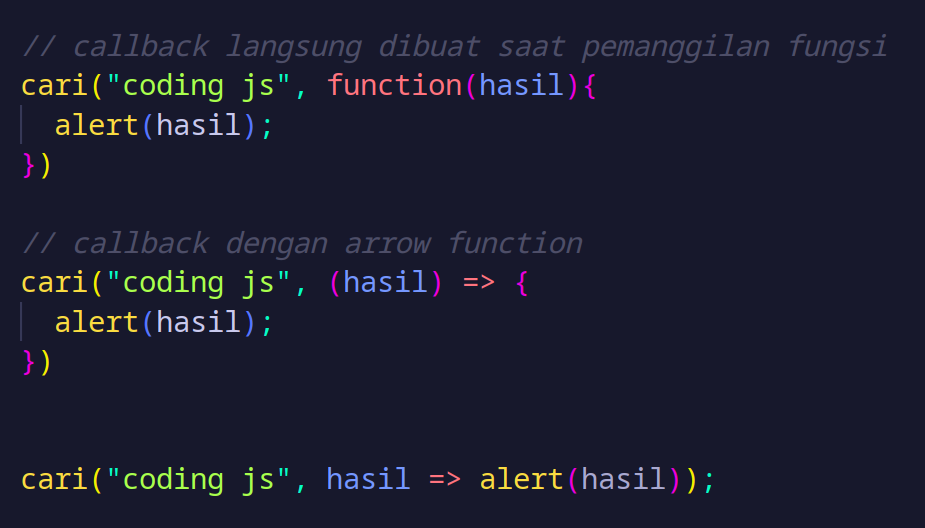 // callback langsung dibuat saat pemanggilan fungsi
cari("coding js", function(hasil){
  alert(hasil);
})
// callback dengan arrow function
cari("coding js", (hasil) => {
  alert(hasil);
})
cari("coding js", hasil => alert(hasil));